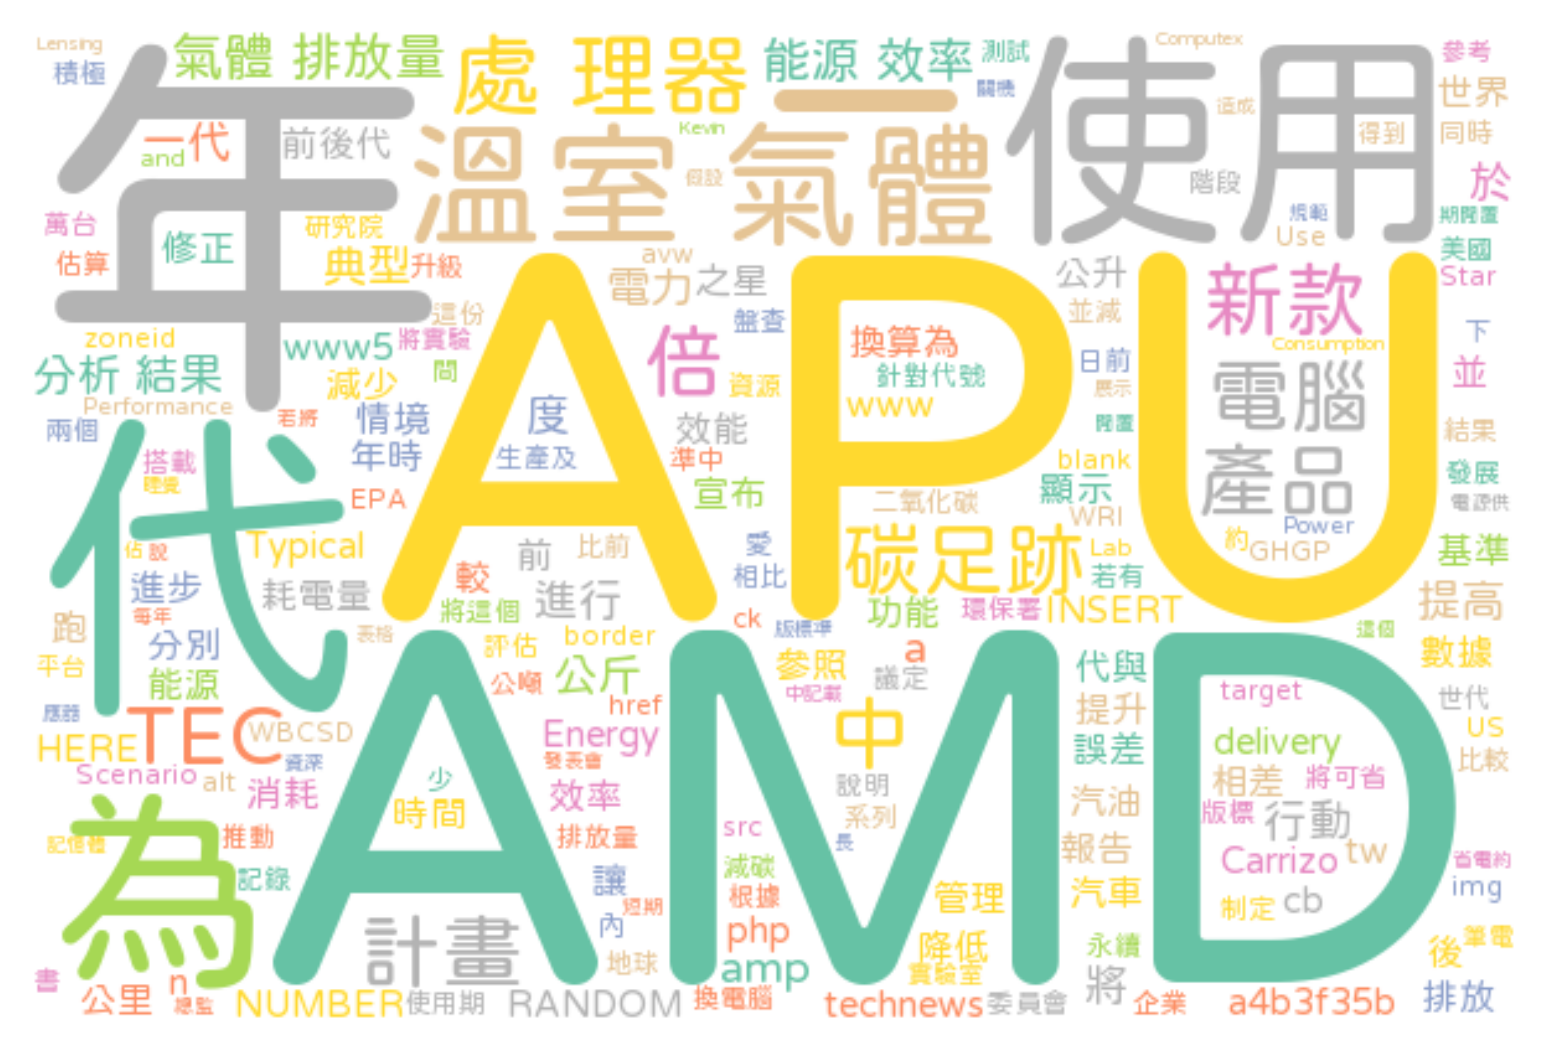 Lensing
積極
氣體 排放量
處 理器
能源 效率
測試
關機
一
使用
Computex
造成
得到
階段
參考
世界
同時
於
年
一代
and
前後代
溫室 氣體
Kevin
假設
規範
Use
期閒置
美國
Star
萬台
估算
修正
研究院
典型
升級
這份
avw
電力
之星
盤查
公升
並減
新款
Consumption
下
並
zoneid
www5
將實驗
分析 結果
減少
間
Performance
若將
兩個
情境
年時
搭載
EPA
APU
倍
資源
效能
準中
宣布
度
生產及
換算為
針對代號
www
日前
展示
閒置
blank
顯示
WRI
二氧化碳
電腦
產品
Power
約
GHGP
結果
發展
電源供
基準
提高
代
佔
說
進步
每年
Typical
耗電量
前
比前
較
將這個
進行
愛
相比
碳足跡
Lab
若有
功能
環保署
INSERT
這個
跑
平台
分別
能源
表格
評估
border
公斤
公噸
href
ck
版標準
參照
a
議定
中記載
代與
提升
誤差
數據
世代
US
比較
應器
HERE
TEC
WBCSD
資深
Scenario
alt
消耗
AMD
Energy
發表會
效率
排放量
少
時間
中
說明
系列
長
src
減碳
根據
php
amp
換電腦
汽油
報告
汽車
永續
將
target
delivery
相差
將可省
版標
行動
Carrizo
tw
制定
cb
省電約
img
後
筆電
排放
為
記憶體
推動
記錄
讓
短期
內
地球
計畫
管理
降低
實驗室
書
公里
n
總監
NUMBER
使用期
RANDOM
technews
委員會
企業
a4b3f35b